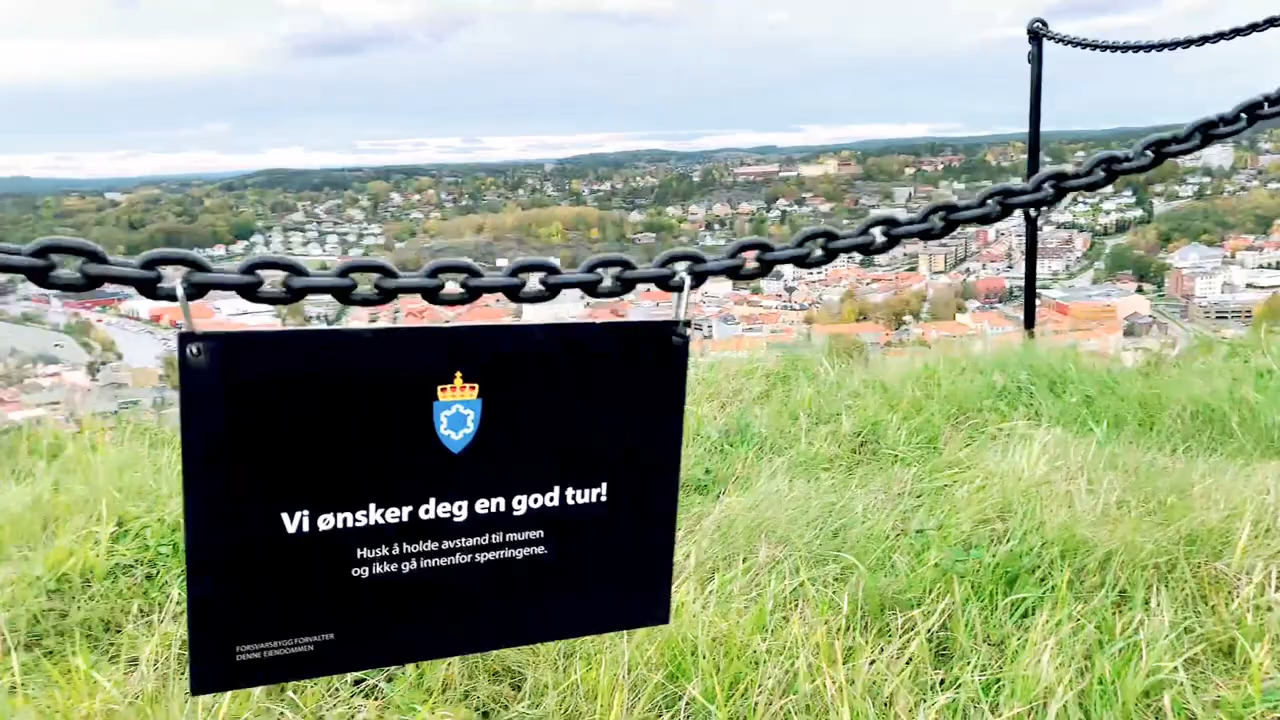 Vi ønsker deg en god tur!
Husk å holde avstand til muren
og ikke gå innenfor sperringene.
FORSVARSBYGG FORVALTER
DENNE EIENDOMMEN